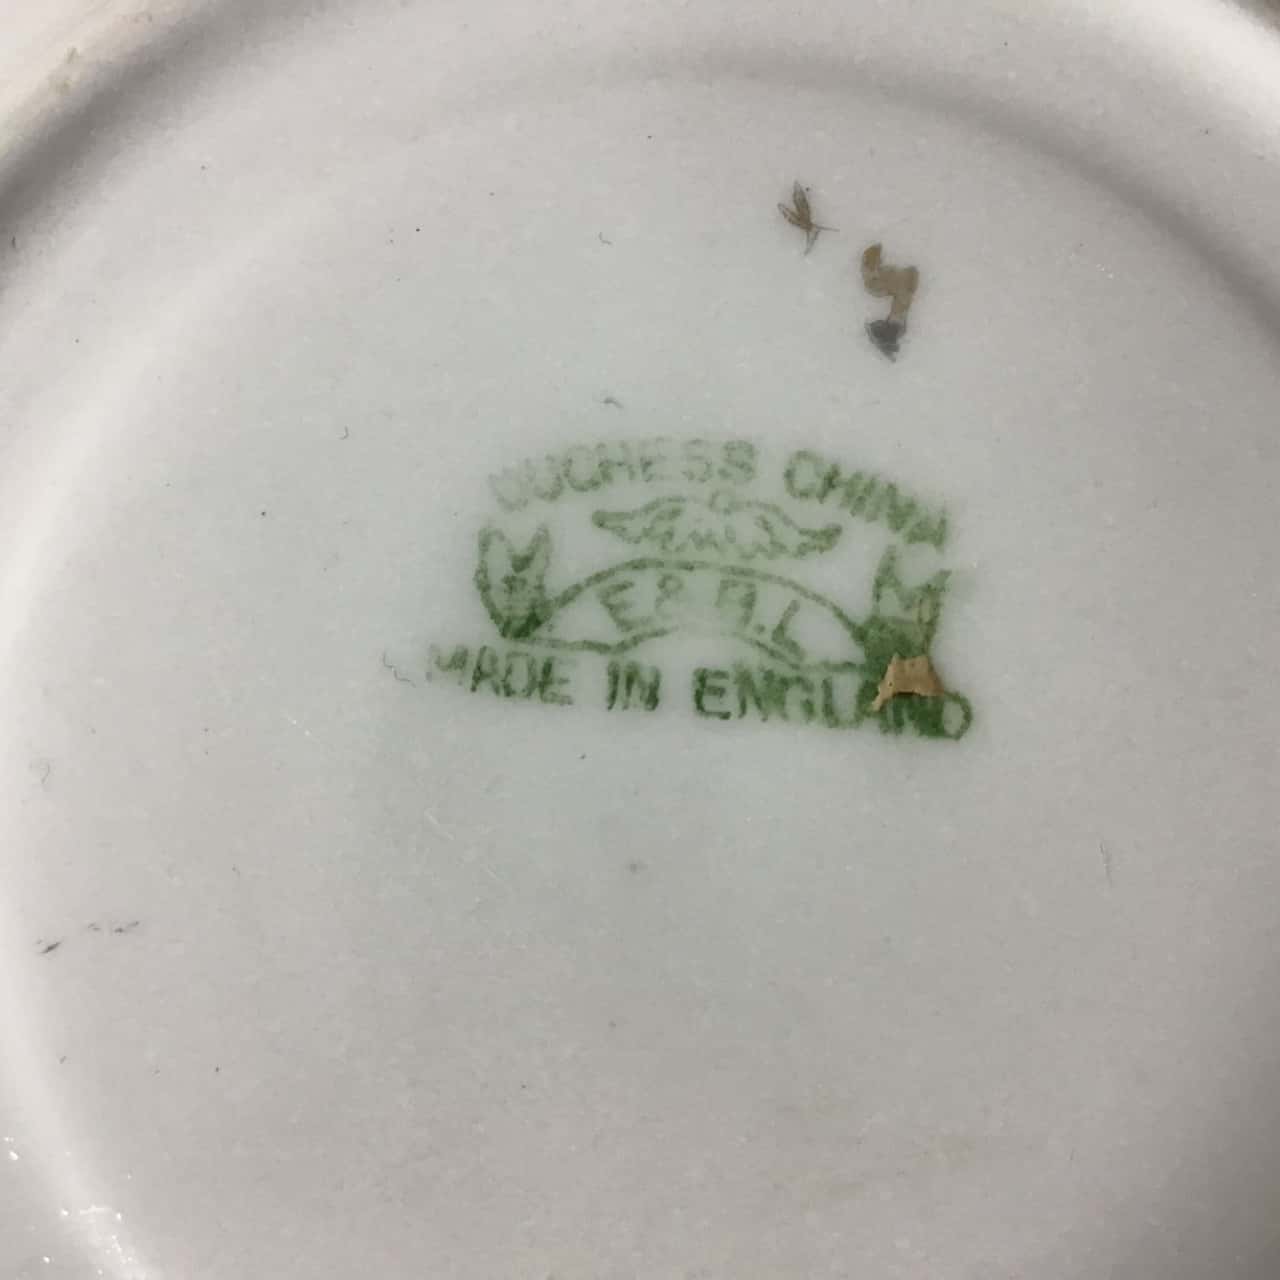 DUCHESS CHINA
E & B.L
MADE IN ENGLAND